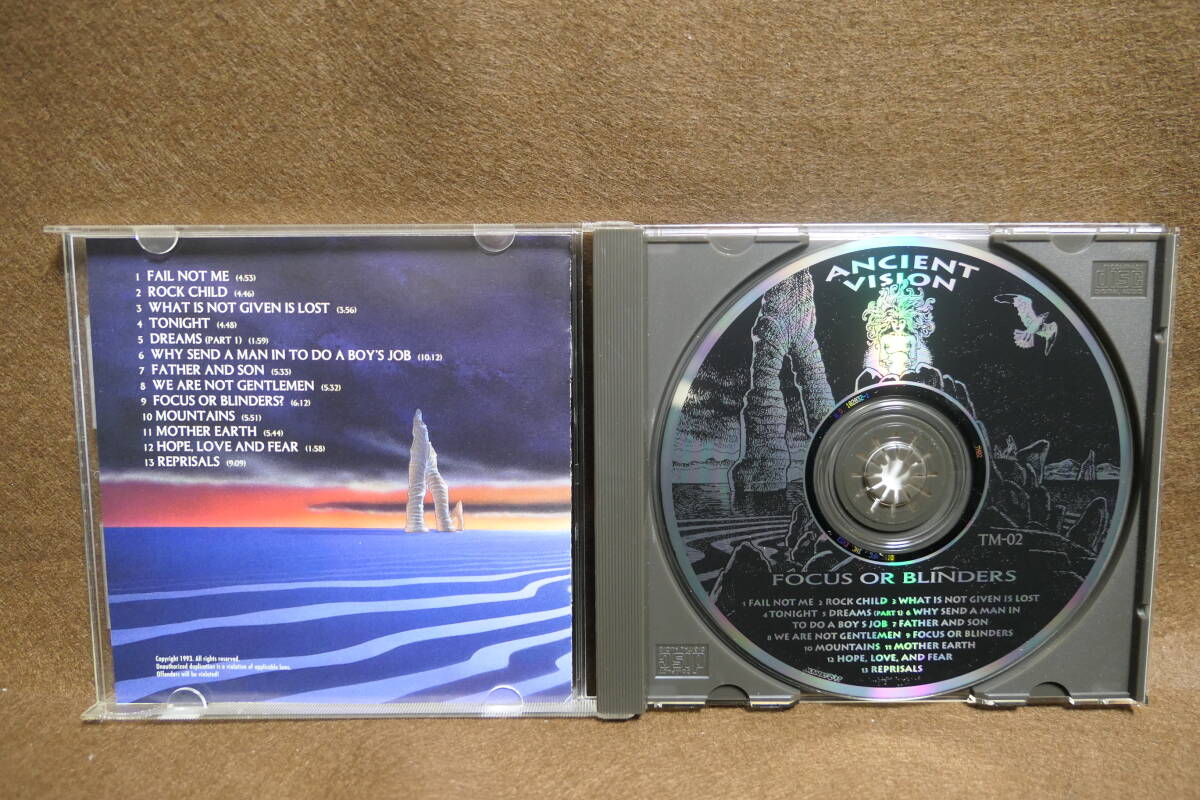 1 FAIL NOT ME (4:53)
2 ROCK CHILD (4:46)
3 WHAT IS NOT GIVEN IS LOST (3:56)
4 TONIGHT (4:48)
5 DREAMS (PART 1) (1:59)
6 WHY SEND A MAN IN TO DO A BOY'S JOB (10:12)
7 FATHER AND SON (5:33)
8 WE ARE NOT GENTLEMEN (5:32)
9 FOCUS OR BLINDERS? (6:12)
10 MOUNTAINS (5:51)
11 MOTHER EARTH (5:44)
12 HOPE, LOVE AND FEAR (1:58)
13 REPRISALS (9:09)
Copyright 1993. All rights reserved.
Unauthorized duplication is a violation of applicable laws.
Offenders will be violated!
ANCIENT
VISION
TM-02
FOCUS OR BLINDERS
1 FAIL NOT ME 2 ROCK CHILD 3 WHAT IS NOT GIVEN IS LOST
4 TONIGHT 5 DREAMS (PART 1) 6 WHY SEND A MAN IN
TO DO A BOY'S JOB 7 FATHER AND SON
8 WE ARE NOT GENTLEMEN 9 FOCUS OR BLINDERS
10 MOUNTAINS 11 MOTHER EARTH
12 HOPE, LOVE, AND FEAR
13 REPRISALS